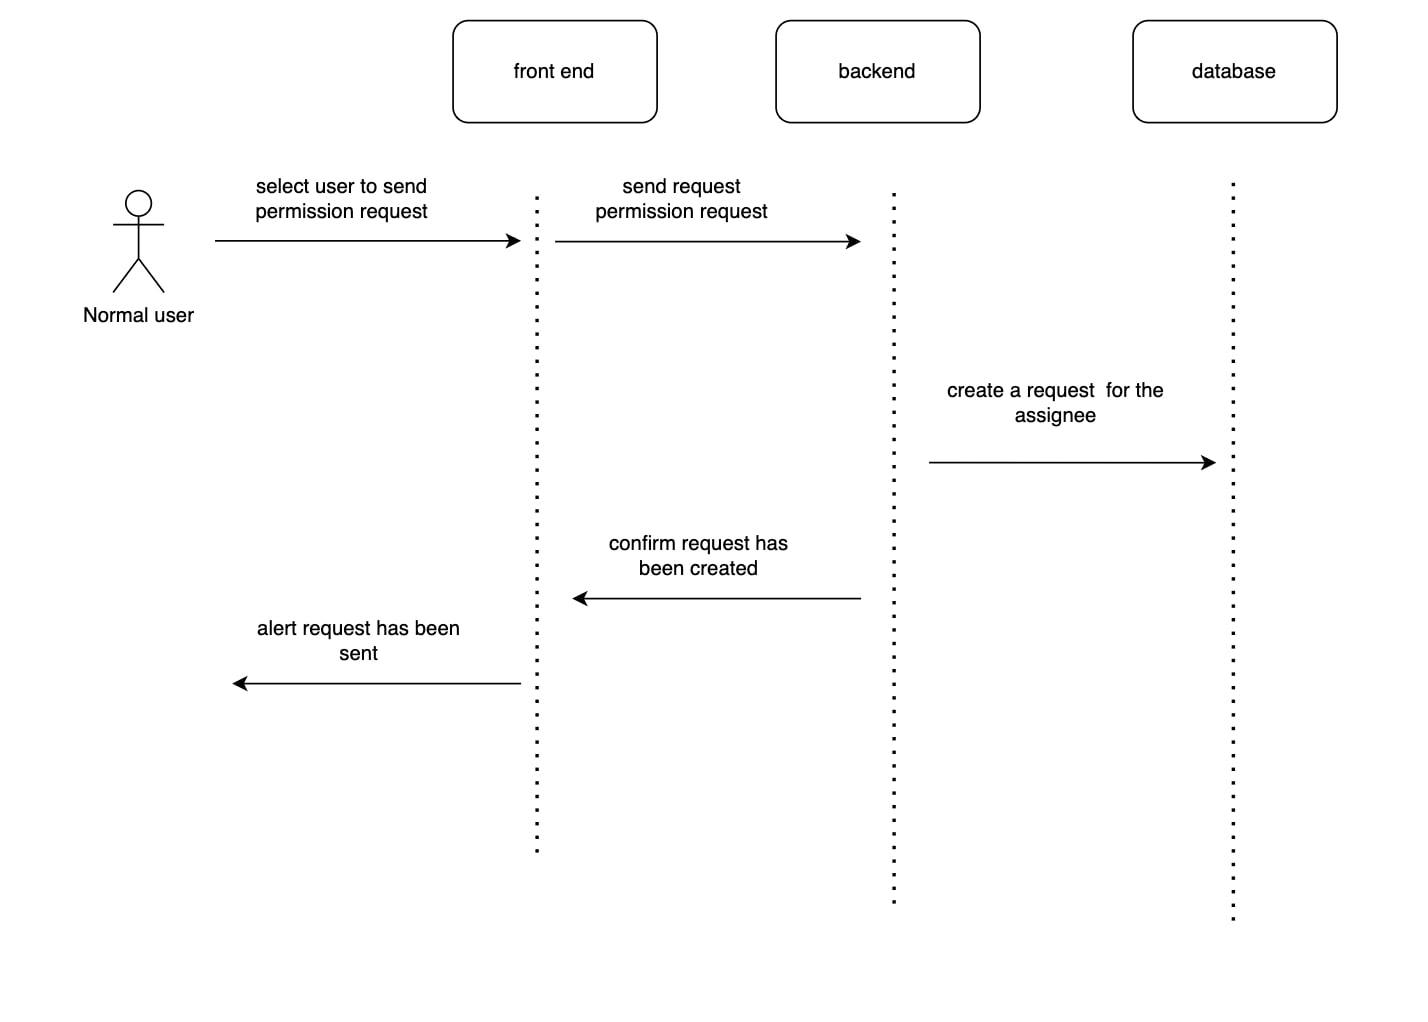 front end
backend
database
select user to send
permission request
send request
permission request
Normal user
create a request  for the
assignee
confirm request has
been created
alert request has been
sent